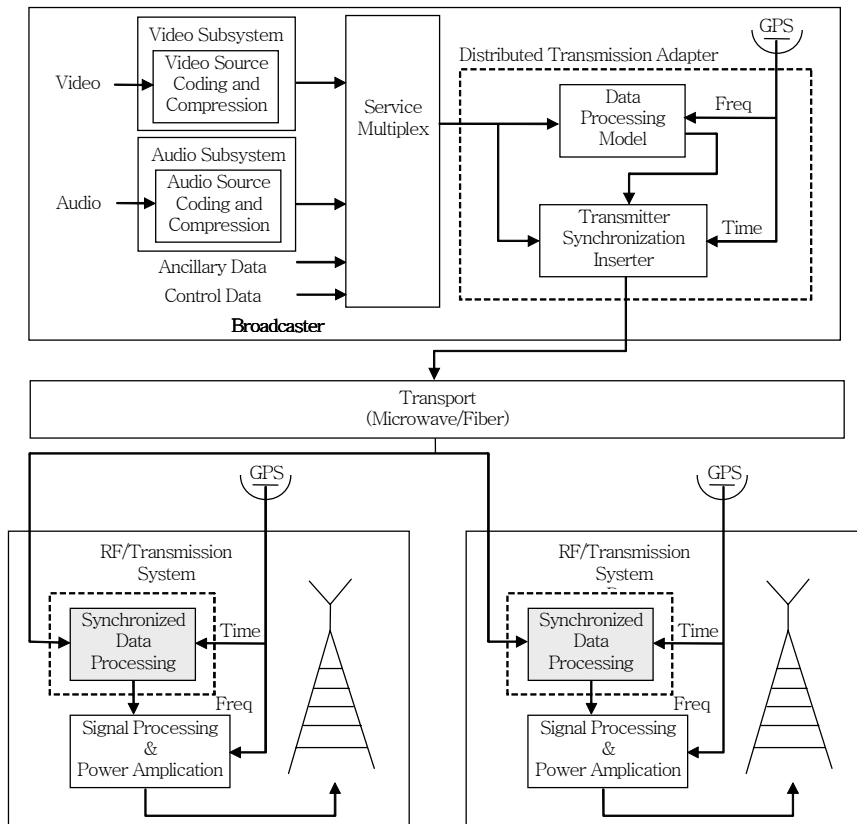 Video Subsystem
Video
Video Source
Coding and
Compression
Audio Subsystem
Audio
Audio Source
Coding and
Compression
Ancillary Data
Control Data
Service
Multiplex
Broadcaster
GPS
Distributed Transmission Adapter
Data
Processing
Model
Freq
Transmitter
Synchronization
Inserter
Time
Transport
(Microwave/Fiber)
GPS
RF/Transmission
System
Synchronized
Data
Processing
Time
Freq
Signal Processing
&
Power Amplication
GPS
RF/Transmission
System
Synchronized
Data
Processing
Time
Freq
Signal Processing
&
Power Amplication